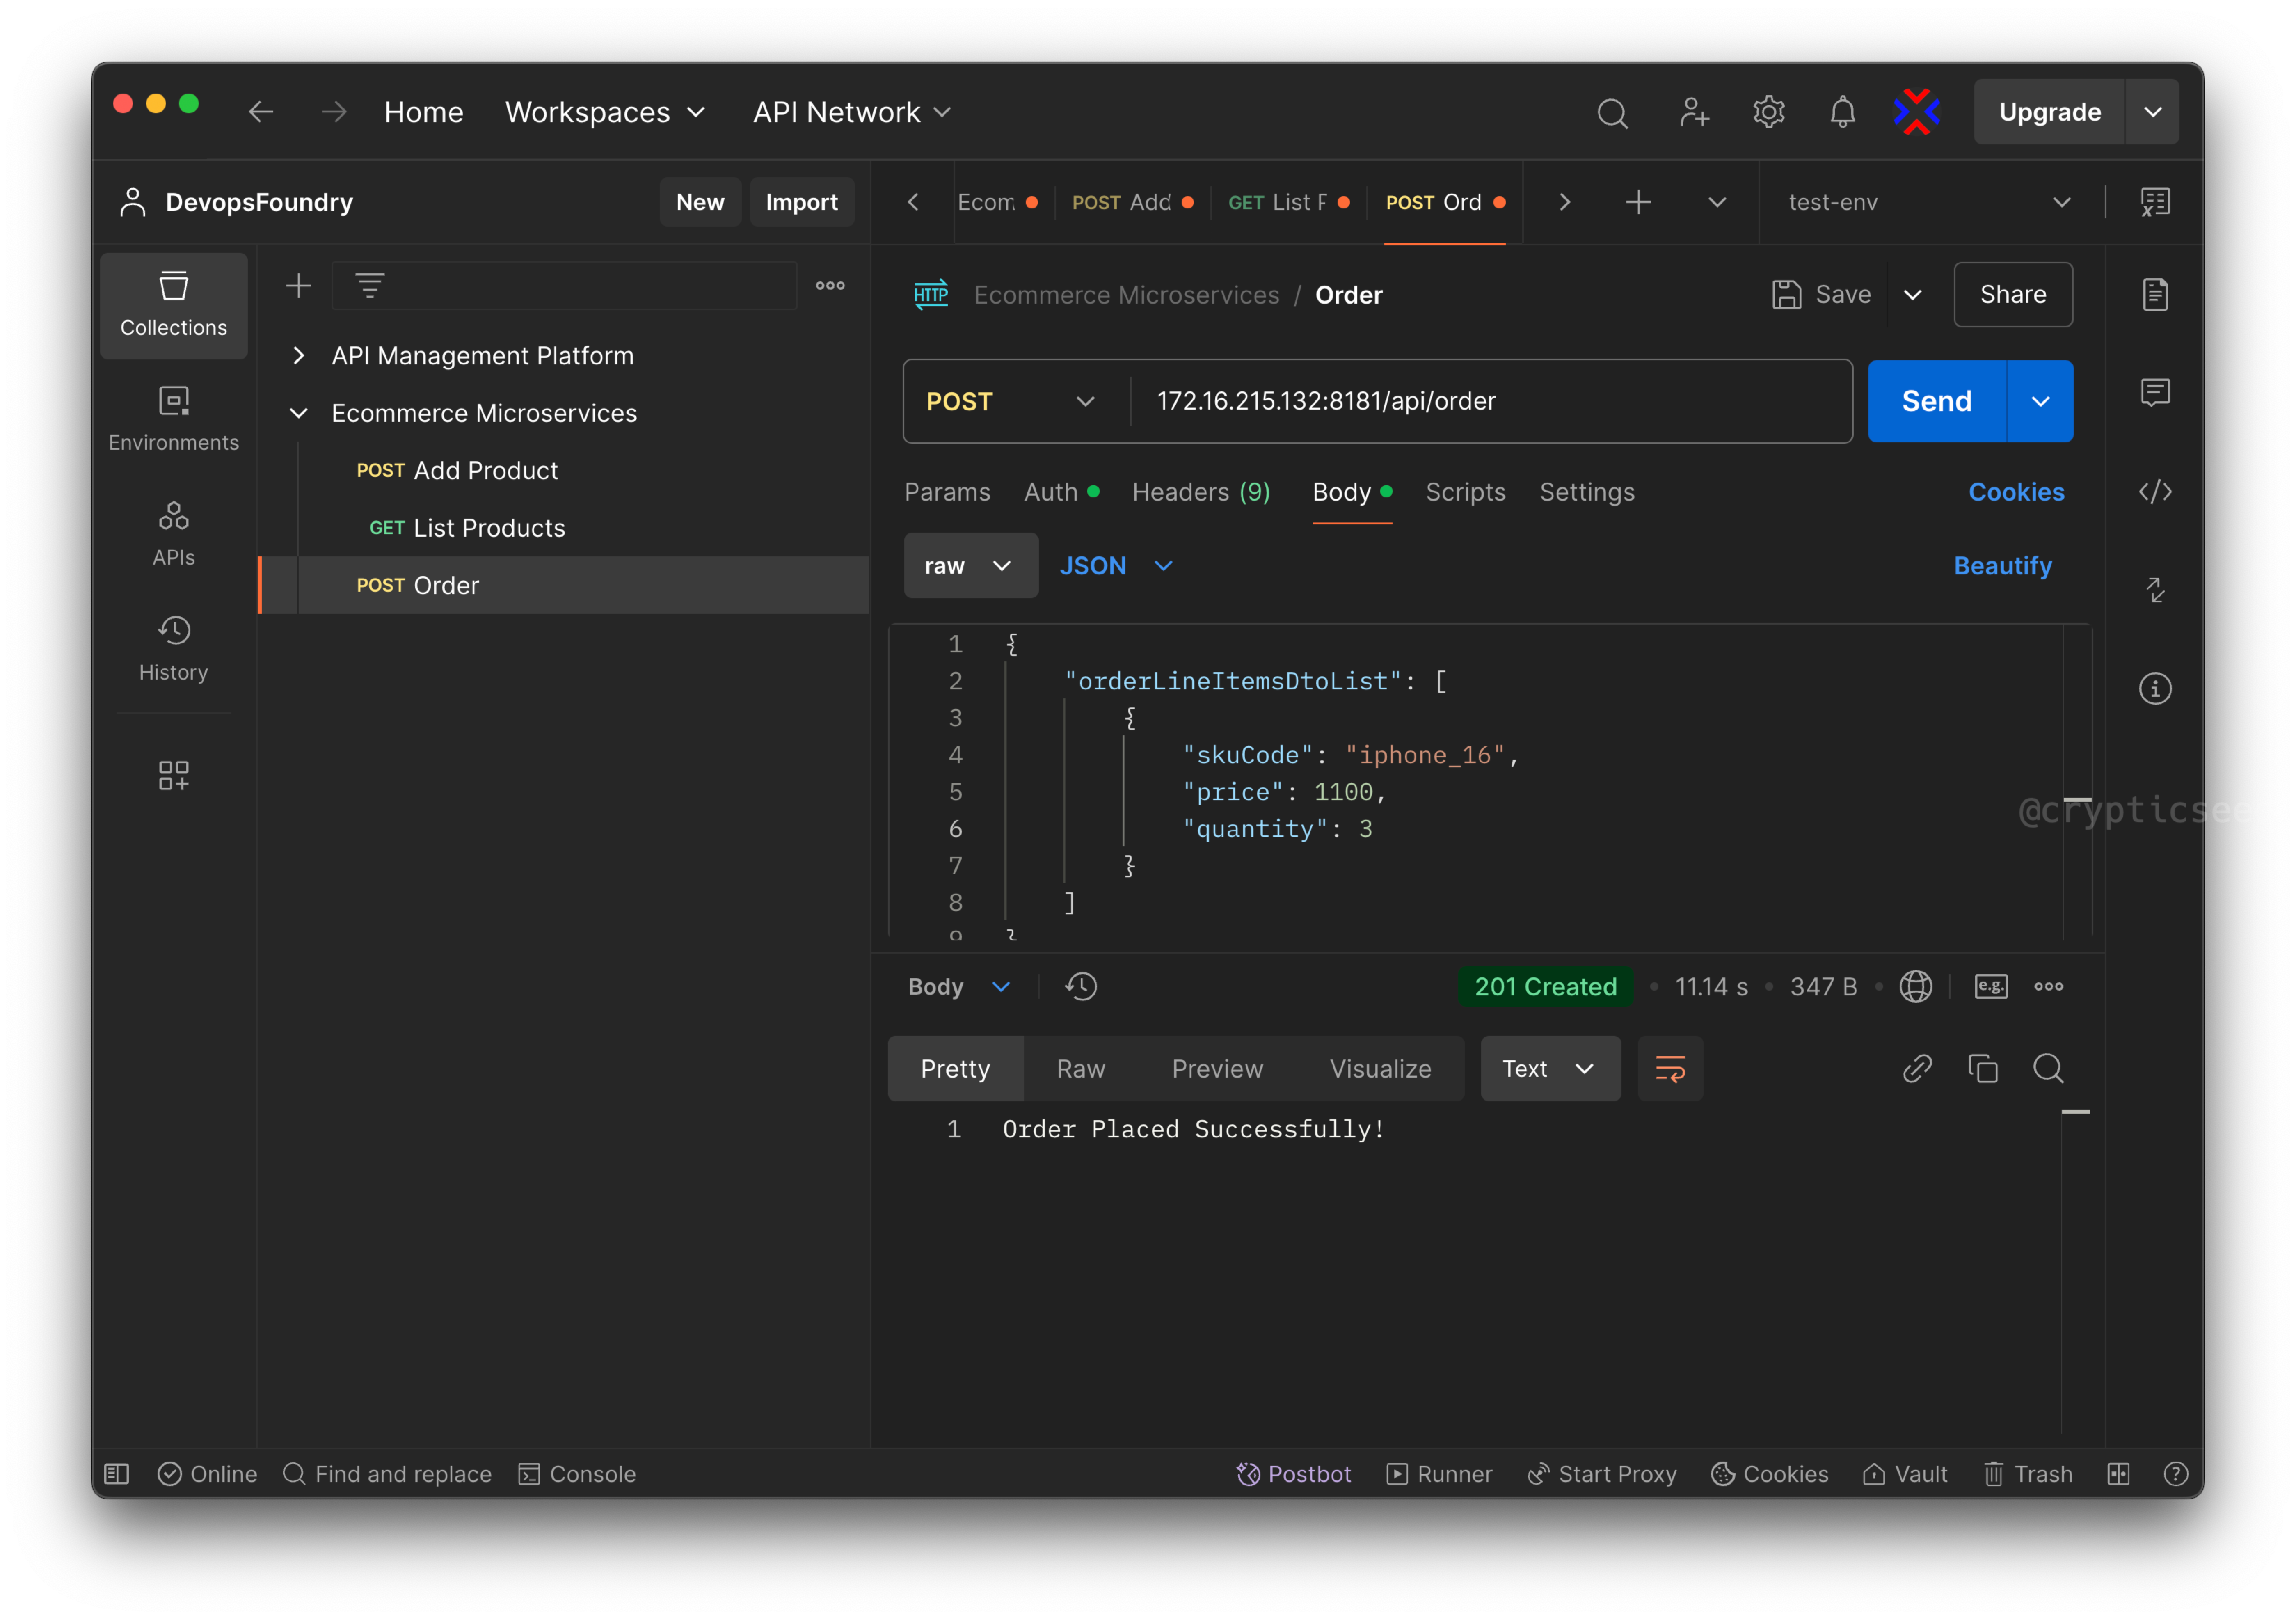 Home Workspaces API Network Upgrade
DevopsFoundry New Import
Ecom POST Add GET List POST Ord test-env
Collections
Environments
APIs
History
API Management Platform
Ecommerce Microservices
POST Add Product
GET List Products
POST Order
HTTP Ecommerce Microservices / Order Save Share
POST 172.16.215.132:8181/api/order Send
Params Auth Headers (9) Body Scripts Settings Cookies
raw JSON Beautify
1 {
2 "orderLineItemsDtoList": [
3 {
4 "skuCode": "iphone_16",
5 "price": 1100,
6 "quantity": 3
7 }
8 ]
9 }
@crypticsee
Body 201 Created • 11.14 s • 347 B • e.g.
Pretty Raw Preview Visualize Text
1 Order Placed Successfully!
Online Find and replace Console Postbot Runner Start Proxy Cookies Vault Trash